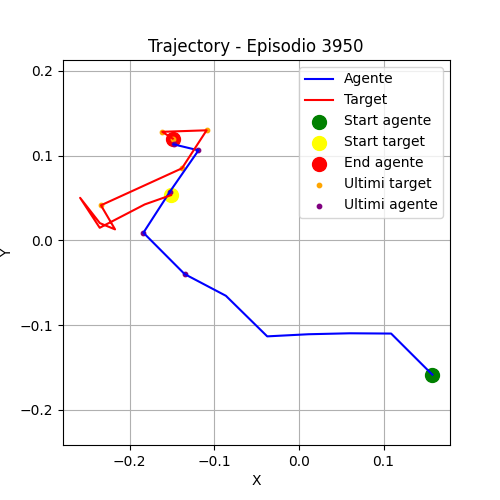 Trajectory - Episodio 3950
Agente
Target
Start agente
Start target
End agente
Ultimi target
Ultimi agente
0.2
0.1
0.0
−0.1
−0.2
Y
−0.2
−0.1
0.0
0.1
X